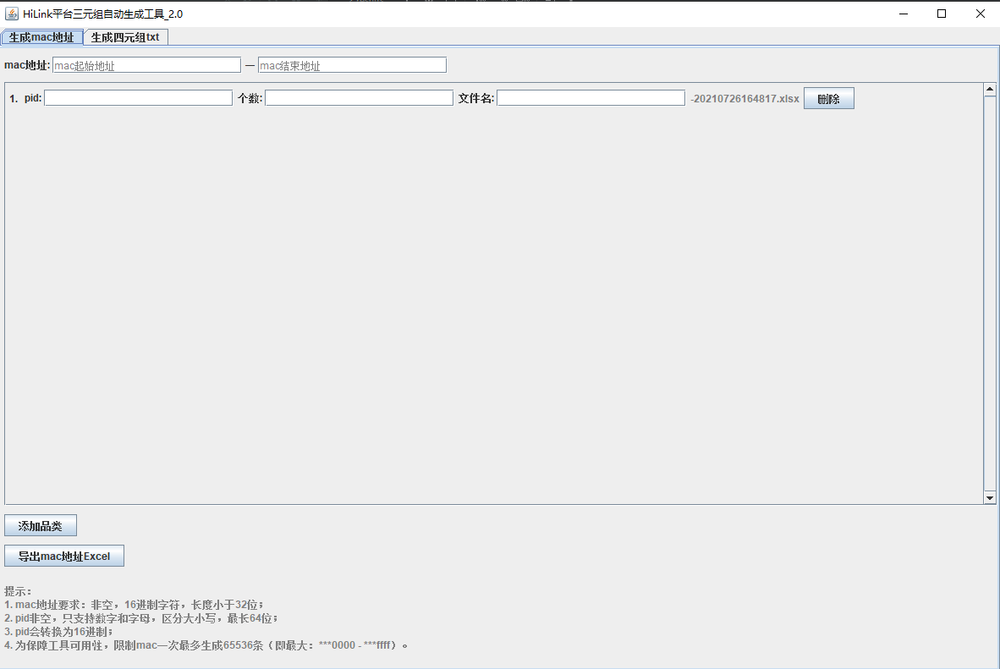 HiLink平台三元组自动生成工具_2.0
生成mac地址 生成四元组txt
mac地址: mac起始地址 — mac结束地址
1. pid: 个数: 文件名: -20210726164817.xlsx 删除
添加品类
导出mac地址Excel
提示：
1. mac地址要求：非空，16进制字符，长度小于32位；
2. pid非空，只支持数字和字母，区分大小写，最长64位；
3. pid会转换为16进制；
4. 为保障工具可用性，限制mac一次最多生成65536条（即最大：***0000 - ***ffff）。